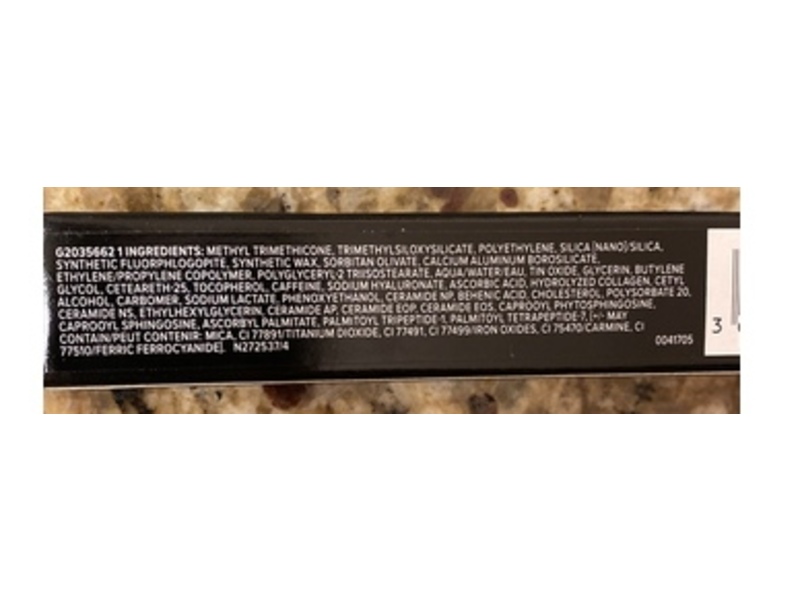 G2035662 1 INGREDIENTS: METHYL TRIMETHICONE, TRIMETHYLSILOXYSILICATE, POLYETHYLENE, SILICA [NANO]/SILICA,
SYNTHETIC FLUORPHLOGOPITE, SYNTHETIC WAX, SORBITAN OLIVATE, CALCIUM ALUMINUM BOROSILICATE,
ETHYLENE/PROPYLENE COPOLYMER, POLYGLYCERYL-2 TRIISOSTEARATE, AQUA/WATER/EAU, TIN OXIDE, GLYCERIN, BUTYLENE
GLYCOL, CETEARETH-25, TOCOPHEROL, CAFFEINE, SODIUM HYALURONATE, ASCORBIC ACID, HYDROLYZED COLLAGEN, CETYL
ALCOHOL, CARBOMER, SODIUM LACTATE, PHENOXYETHANOL, CERAMIDE NP, BEHENIC ACID, CHOLESTEROL, POLYSORBATE 20,
CERAMIDE NS, ETHYLHEXYLGLYCERIN, CERAMIDE AP, CERAMIDE EOP, CERAMIDE EOS, CAPROOYL PHYTOSPHINGOSINE,
CAPROOYL SPHINGOSINE, ASCORBYL PALMITATE, PALMITOYL TRIPEPTIDE-1, PALMITOYL TETRAPEPTIDE-7, [+/- MAY
CONTAIN/PEUT CONTENIR: MICA, CI 77891/TITANIUM DIOXIDE, CI 77491, CI 77499/IRON OXIDES, CI 75470/CARMINE, CI
77510/FERRIC FERROCYANIDE]. N272537/4
0041705
3